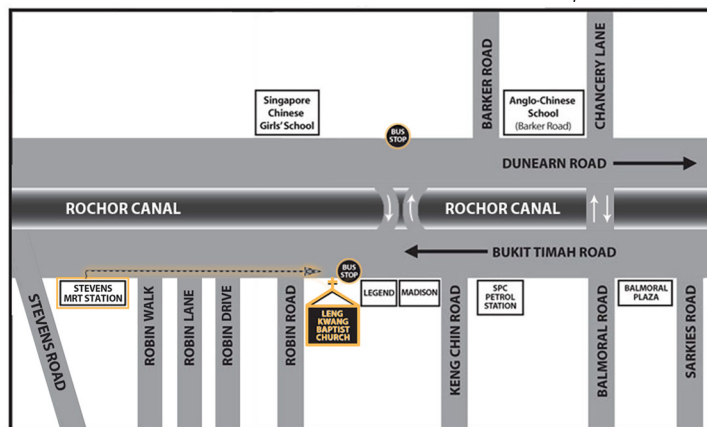 BARKER ROAD
CHANCERY LANE
Singapore
Chinese
Girls' School
Anglo-Chinese
School
(Barker Road)
BUS
STOP
DUNEARN ROAD
ROCHOR CANAL
ROCHOR CANAL
BUKIT TIMAH ROAD
BUS
STOP
STEVENS
MRT STATION
LEGEND
MADISON
SPC
PETROL
STATION
BALMORAL
PLAZA
LENG
KWANG
BAPTIST
CHURCH
STEVENS ROAD
ROBIN WALK
ROBIN LANE
ROBIN DRIVE
ROBIN ROAD
KENG CHIN ROAD
BALMORAL ROAD
SARKIES ROAD